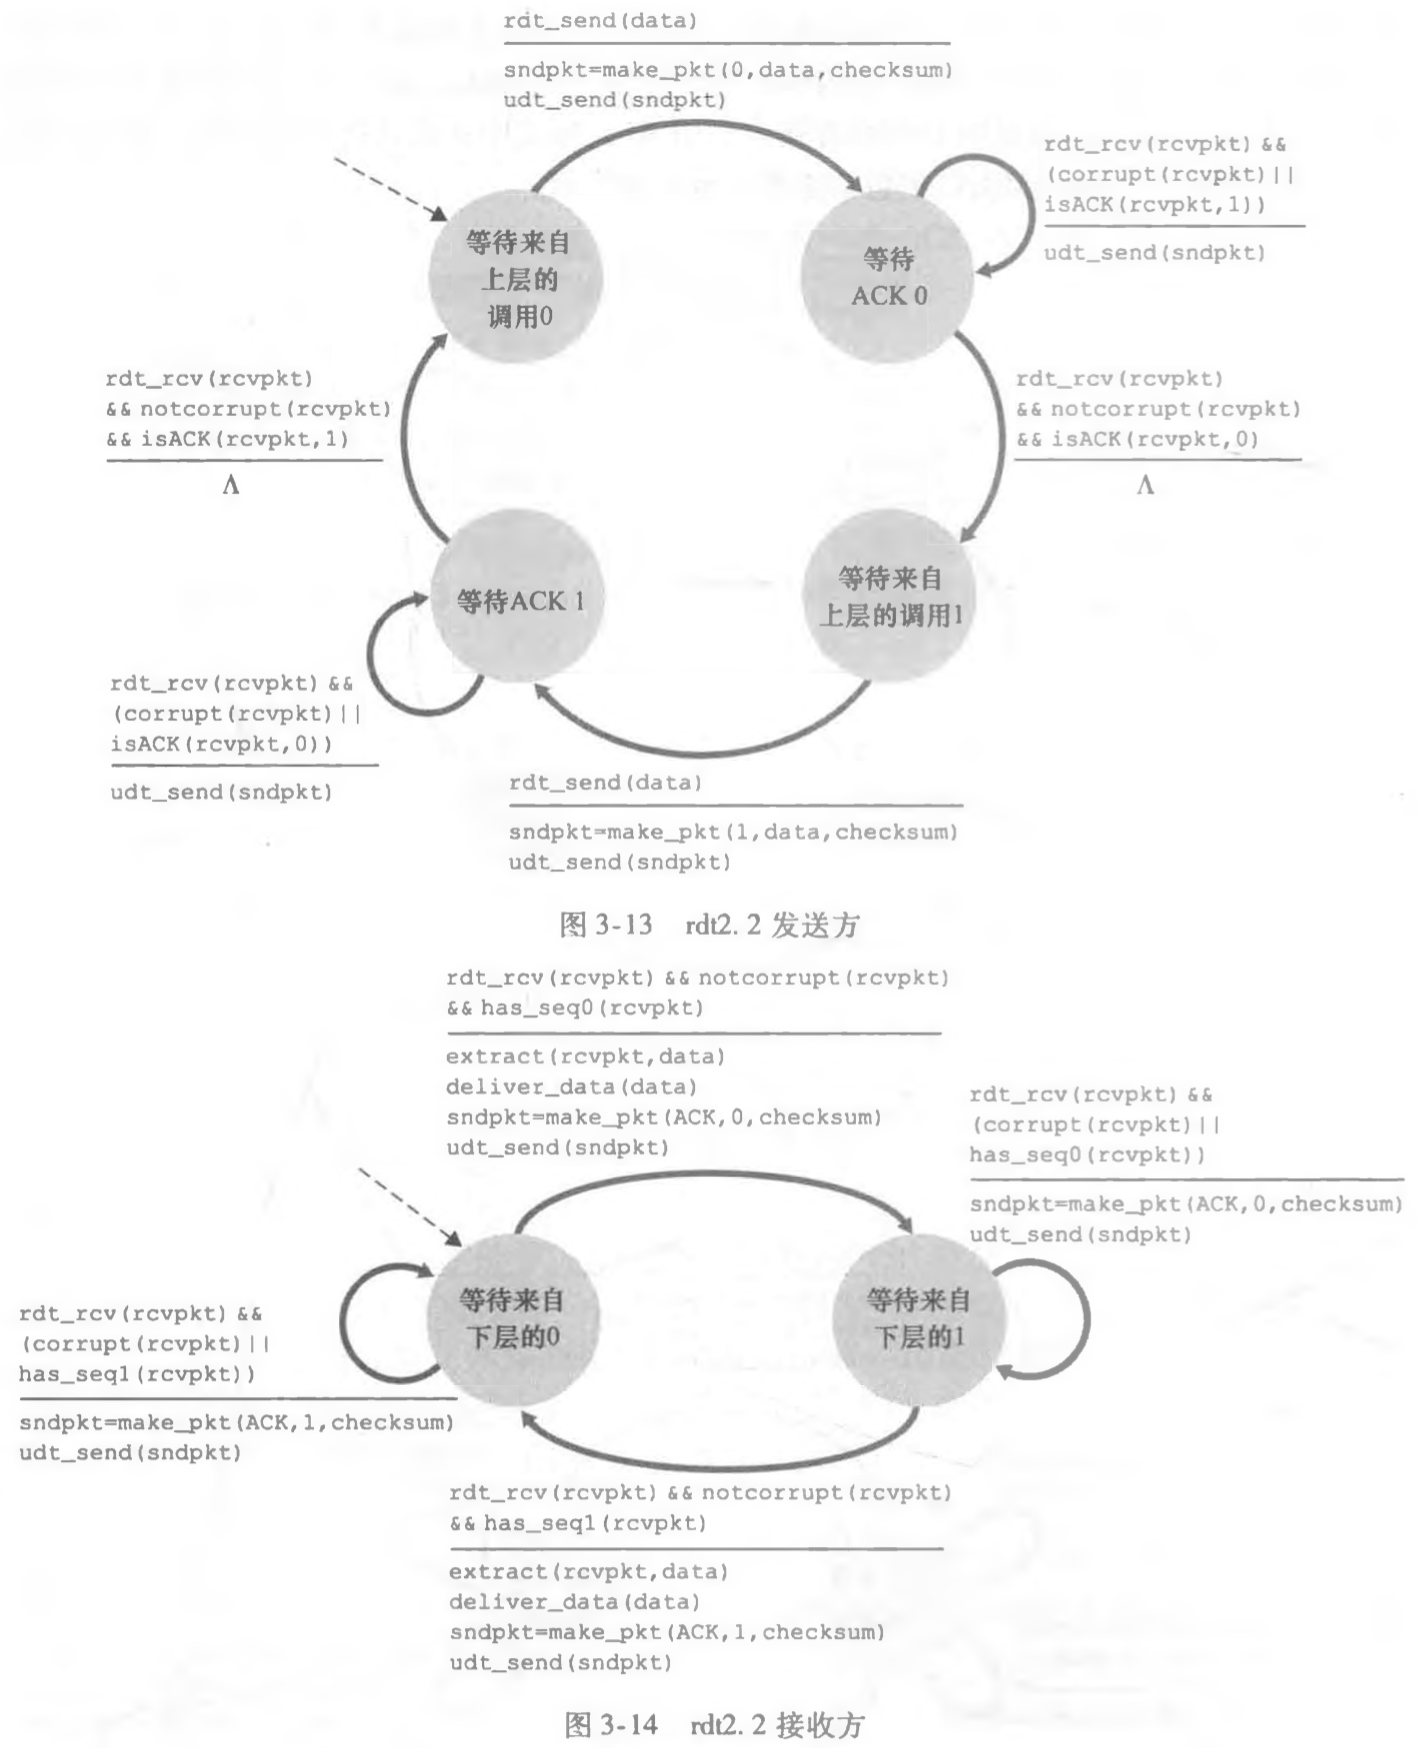 rdt_send(data)
sndpkt=make_pkt(0,data,checksum)
udt_send(sndpkt)
rdt_rcv(rcvpkt) &&
(corrupt(rcvpkt)||
isACK(rcvpkt,1))
udt_send(sndpkt)
等待来自
上层的
调用0
等待
ACK 0
rdt_rcv(rcvpkt)
&& notcorrupt(rcvpkt)
&& isACK(rcvpkt,1)
Λ
rdt_rcv(rcvpkt)
&& notcorrupt(rcvpkt)
&& isACK(rcvpkt,0)
Λ
等待ACK 1
等待来自
上层的调用1
rdt_rcv(rcvpkt) &&
(corrupt(rcvpkt)||
isACK(rcvpkt,0))
udt_send(sndpkt)
rdt_send(data)
sndpkt=make_pkt(1,data,checksum)
udt_send(sndpkt)
图 3-13 rdt2. 2 发送方
rdt_rcv(rcvpkt) && notcorrupt(rcvpkt)
&& has_seq0(rcvpkt)
extract(rcvpkt,data)
deliver_data(data)
sndpkt=make_pkt(ACK,0,checksum)
udt_send(sndpkt)
rdt_rcv(rcvpkt) &&
(corrupt(rcvpkt)||
has_seq0(rcvpkt))
sndpkt=make_pkt(ACK,0,checksum)
udt_send(sndpkt)
等待来自
下层的0
等待来自
下层的1
rdt_rcv(rcvpkt) &&
(corrupt(rcvpkt)||
has_seq1(rcvpkt))
sndpkt=make_pkt(ACK,1,checksum)
udt_send(sndpkt)
rdt_rcv(rcvpkt) && notcorrupt(rcvpkt)
&& has_seq1(rcvpkt)
extract(rcvpkt,data)
deliver_data(data)
sndpkt=make_pkt(ACK,1,checksum)
udt_send(sndpkt)
图 3-14 rdt2. 2 接收方